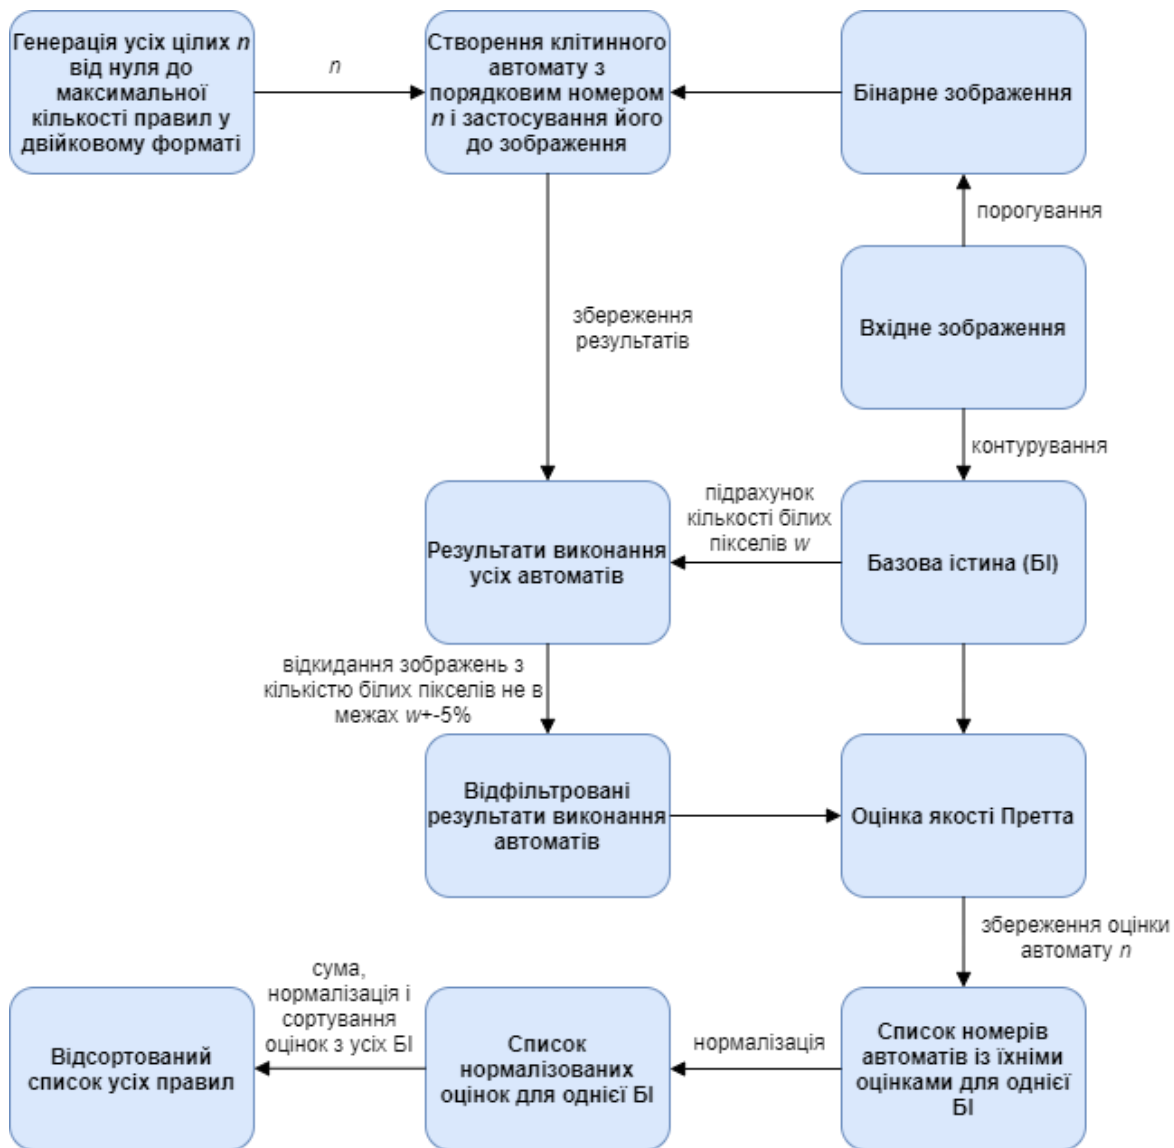 Генерація усіх цілих n
від нуля до
максимальної
кількості правил у
двійковому форматі
n
Створення клітинного
автомату з
порядковим номером
n і застосування його
до зображення
Бінарне зображення
порогування
Вхідне зображення
збереження
результатів
контурування
Результати виконання
усіх автоматів
підрахунок
кількості білих
пікселів w
Базова істина (БІ)
відкидання зображень з
кількістю білих пікселів не в
межах w+-5%
Відфільтровані
результати виконання
автоматів
Оцінка якості Претта
збереження оцінки
автомату n
Відсортований
список усіх правил
сума,
нормалізація і
сортування
оцінок з усіх БІ
Список
нормалізованих
оцінок для однієї БІ
нормалізація
Список номерів
автоматів із їхніми
оцінками для однієї
БІ